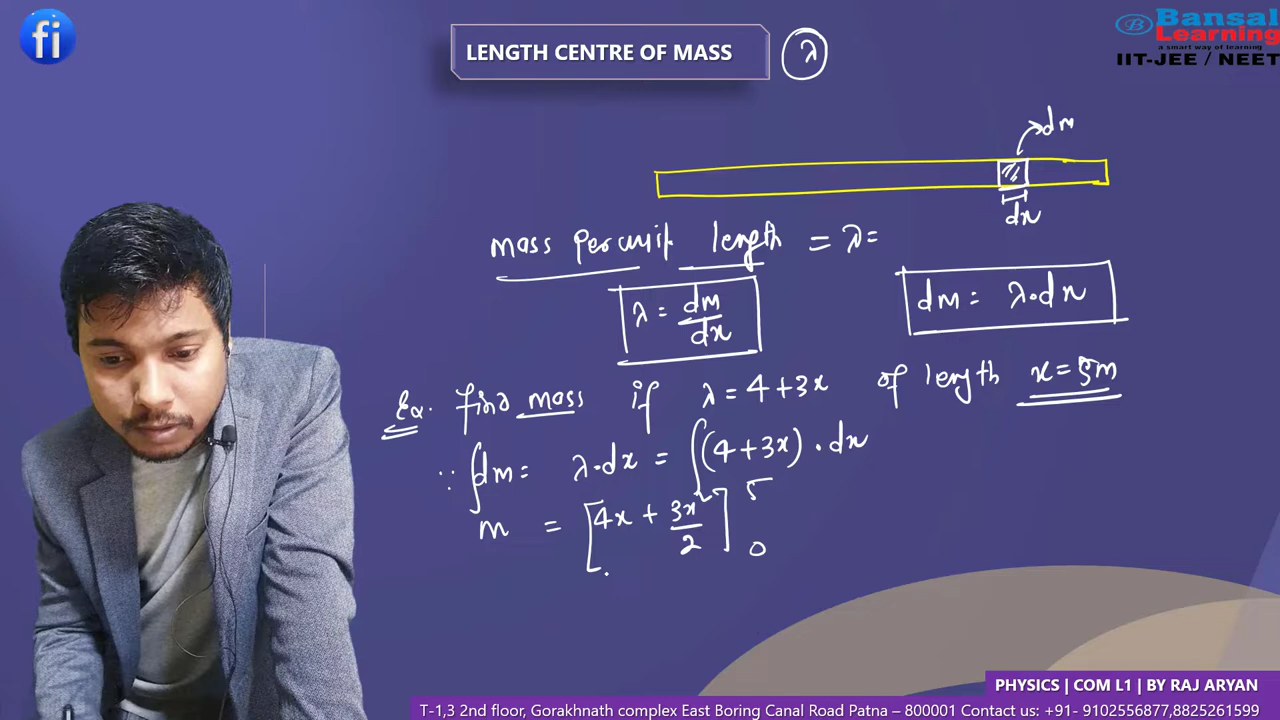 fi
LENGTH CENTRE OF MASS
λ
Bansal
Learning
a smart way of learning
IIT-JEE / NEET
dm
dx
mass per unit length = λ=
λ = dm/dx
dm = λ·dx
Ex. find mass if λ = 4 + 3x of length x = 5m
∵ ∫dm = λ·dx = ∫(4+3x)·dx
m = [4x + 3x²/2] 5 0
PHYSICS | COM L1 | BY RAJ ARYAN
T-1,3 2nd floor, Gorakhnath complex East Boring Canal Road Patna – 800001 Contact us: +91- 9102556877,8825261599